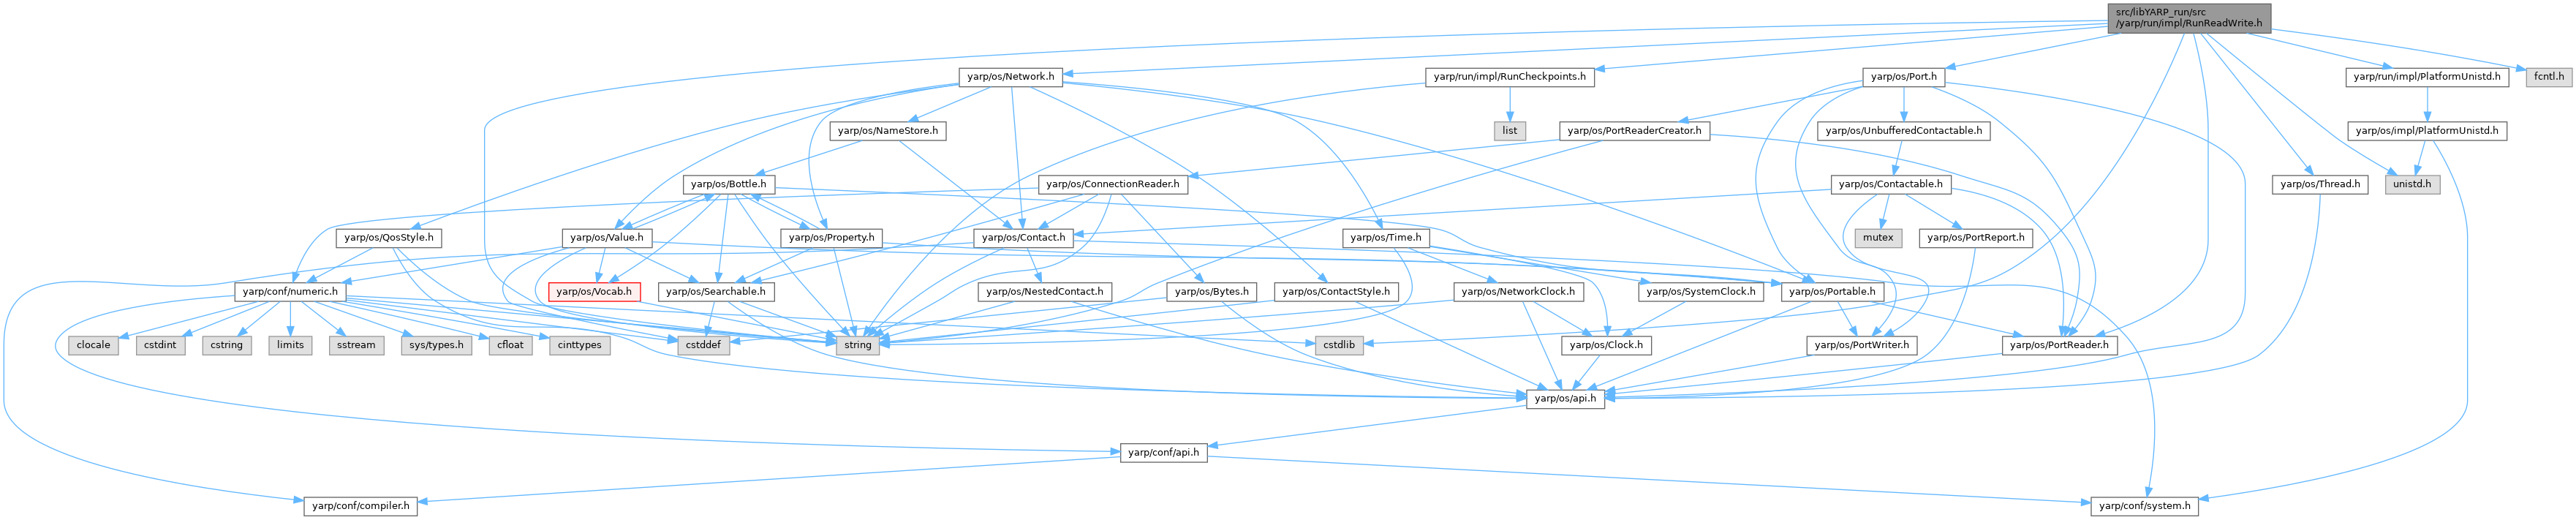 src/libYARP_run/src
/yarp/run/impl/RunReadWrite.h
yarp/os/Network.h
yarp/run/impl/RunCheckpoints.h
yarp/os/Port.h
yarp/run/impl/PlatformUnistd.h
fcntl.h
yarp/os/NameStore.h
list
yarp/os/PortReaderCreator.h
yarp/os/UnbufferedContactable.h
yarp/os/impl/PlatformUnistd.h
yarp/os/Bottle.h
yarp/os/ConnectionReader.h
yarp/os/Contactable.h
yarp/os/Thread.h
unistd.h
yarp/os/QosStyle.h
yarp/os/Value.h
yarp/os/Property.h
yarp/os/Contact.h
yarp/os/Time.h
mutex
yarp/os/PortReport.h
yarp/conf/numeric.h
yarp/os/Vocab.h
yarp/os/Searchable.h
yarp/os/NestedContact.h
yarp/os/Bytes.h
yarp/os/ContactStyle.h
yarp/os/NetworkClock.h
yarp/os/SystemClock.h
yarp/os/Portable.h
clocale
cstdint
cstring
limits
sstream
sys/types.h
cfloat
cinttypes
cstddef
string
cstdlib
yarp/os/Clock.h
yarp/os/PortWriter.h
yarp/os/PortReader.h
yarp/os/api.h
yarp/conf/api.h
yarp/conf/compiler.h
yarp/conf/system.h